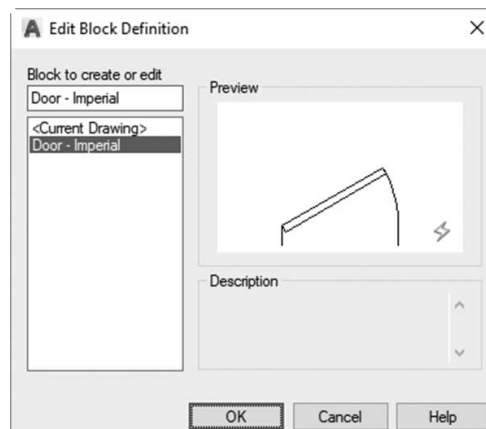 A Edit Block Definition
Block to create or edit
Door - Imperial
<Current Drawing>
Door - Imperial
Preview
Description
OK
Cancel
Help